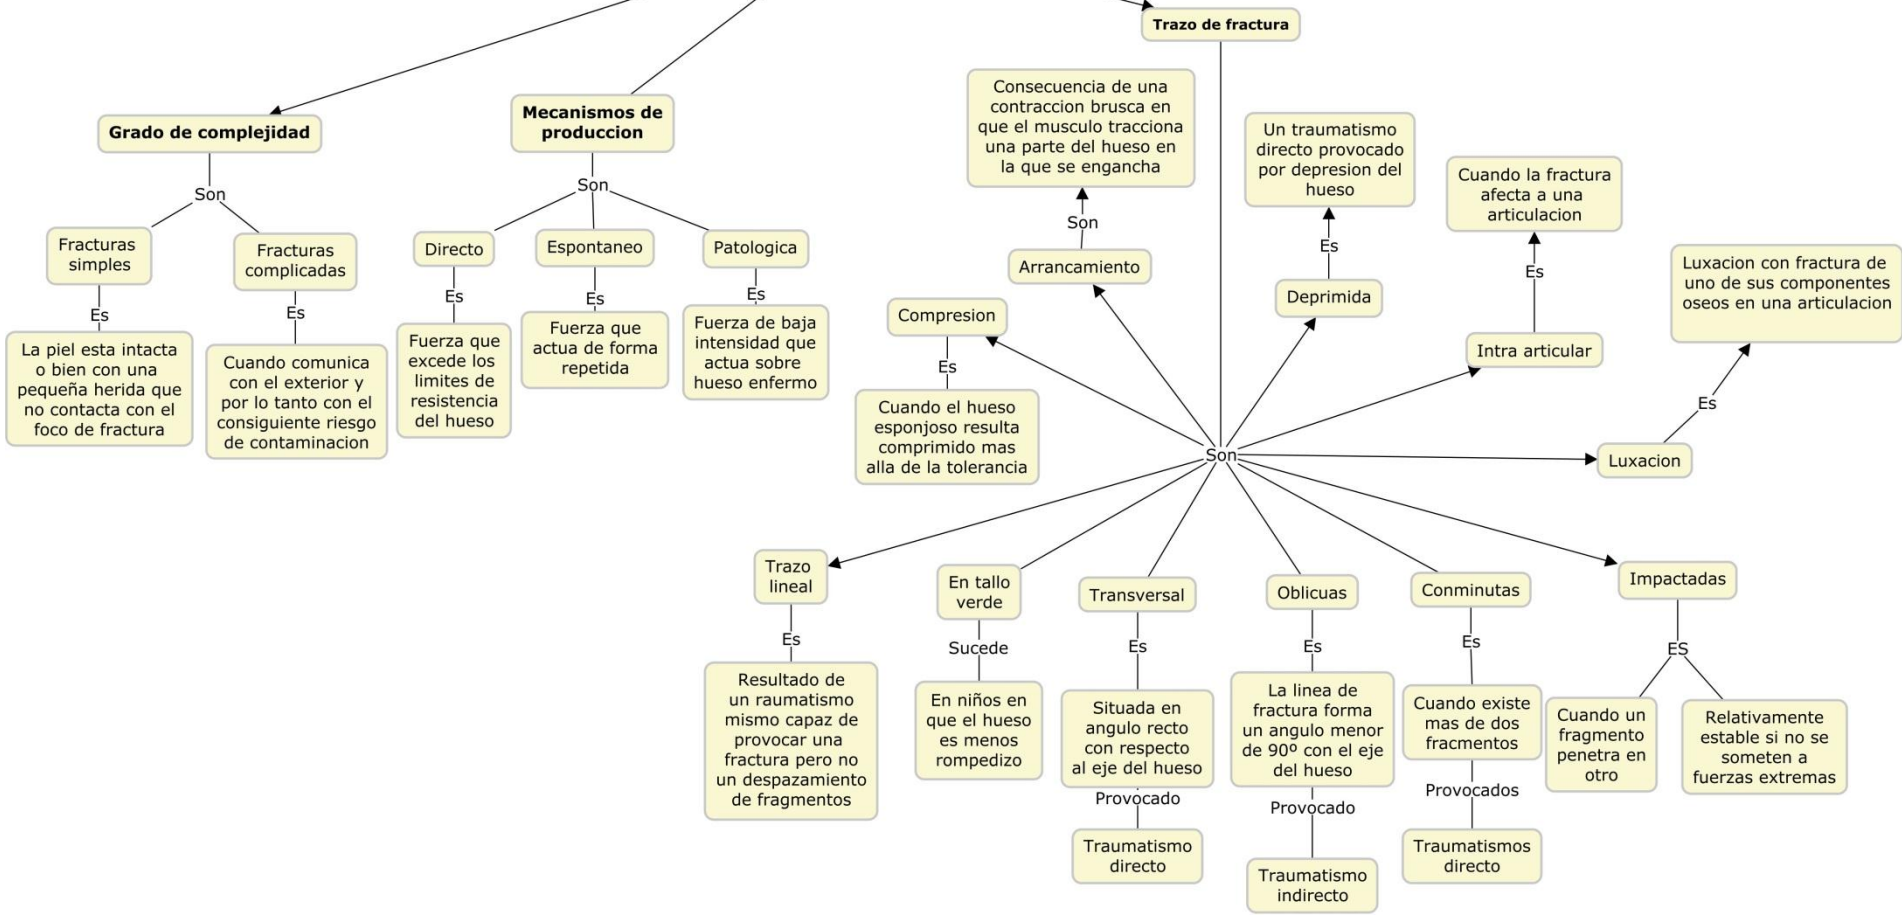 Trazo de fractura
Grado de complejidad
Son
Fracturas
simples
Es
La piel esta intacta
o bien con una
pequeña herida que
no contacta con el
foco de fractura
Fracturas
complicadas
Es
Cuando comunica
con el exterior y
por lo tanto con el
consiguiente riesgo
de contaminacion
Mecanismos de
produccion
Son
Directo
Es
Fuerza que
excede los
limites de
resistencia
del hueso
Espontaneo
Es
Fuerza que
actua de forma
repetida
Patologica
Es
Fuerza de baja
intensidad que
actua sobre
hueso enfermo
Consecuencia de una
contraccion brusca en
que el musculo tracciona
una parte del hueso en
la que se engancha
Son
Arrancamiento
Un traumatismo
directo provocado
por depresion del
hueso
Es
Deprimida
Cuando la fractura
afecta a una
articulacion
Es
Intra articular
Luxacion con fractura de
uno de sus componentes
oseos en una articulacion
Es
Luxacion
Compresion
Es
Cuando el hueso
esponjoso resulta
comprimido mas
alla de la tolerancia
Son
Trazo
lineal
Es
Resultado de
un raumatismo
mismo capaz de
provocar una
fractura pero no
un despazamiento
de fragmentos
En tallo
verde
Sucede
En niños en
que el hueso
es menos
rompedizo
Transversal
Es
Situada en
angulo recto
con respecto
al eje del hueso
Provocado
Traumatismo
directo
Oblicuas
Es
La linea de
fractura forma
un angulo menor
de 90º con el eje
del hueso
Provocado
Traumatismo
indirecto
Conminutas
Es
Cuando existe
mas de dos
fracmentos
Provocados
Traumatismos
directo
Impactadas
ES
Cuando un
fragmento
penetra en
otro
Relativamente
estable si no se
someten a
fuerzas extremas